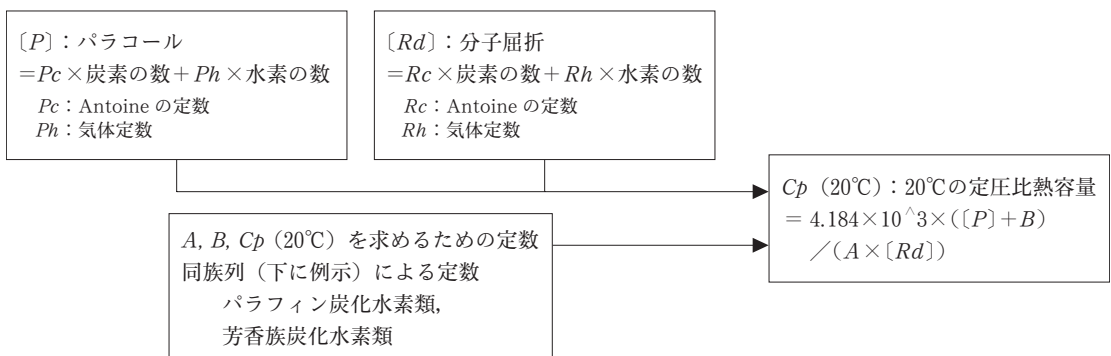 〔P〕：パラコール
＝Pc×炭素の数＋Ph×水素の数
Pc：Antoine の定数
Ph：気体定数
〔Rd〕：分子屈折
＝Rc×炭素の数＋Rh×水素の数
Rc：Antoine の定数
Rh：気体定数
A, B, Cp（20℃）を求めるための定数
同族列（下に例示）による定数
パラフィン炭化水素類，
芳香族炭化水素類
Cp（20℃）：20℃の定圧比熱容量
＝ 4.184×10^3×(〔P〕＋B)
／(A×〔Rd〕)